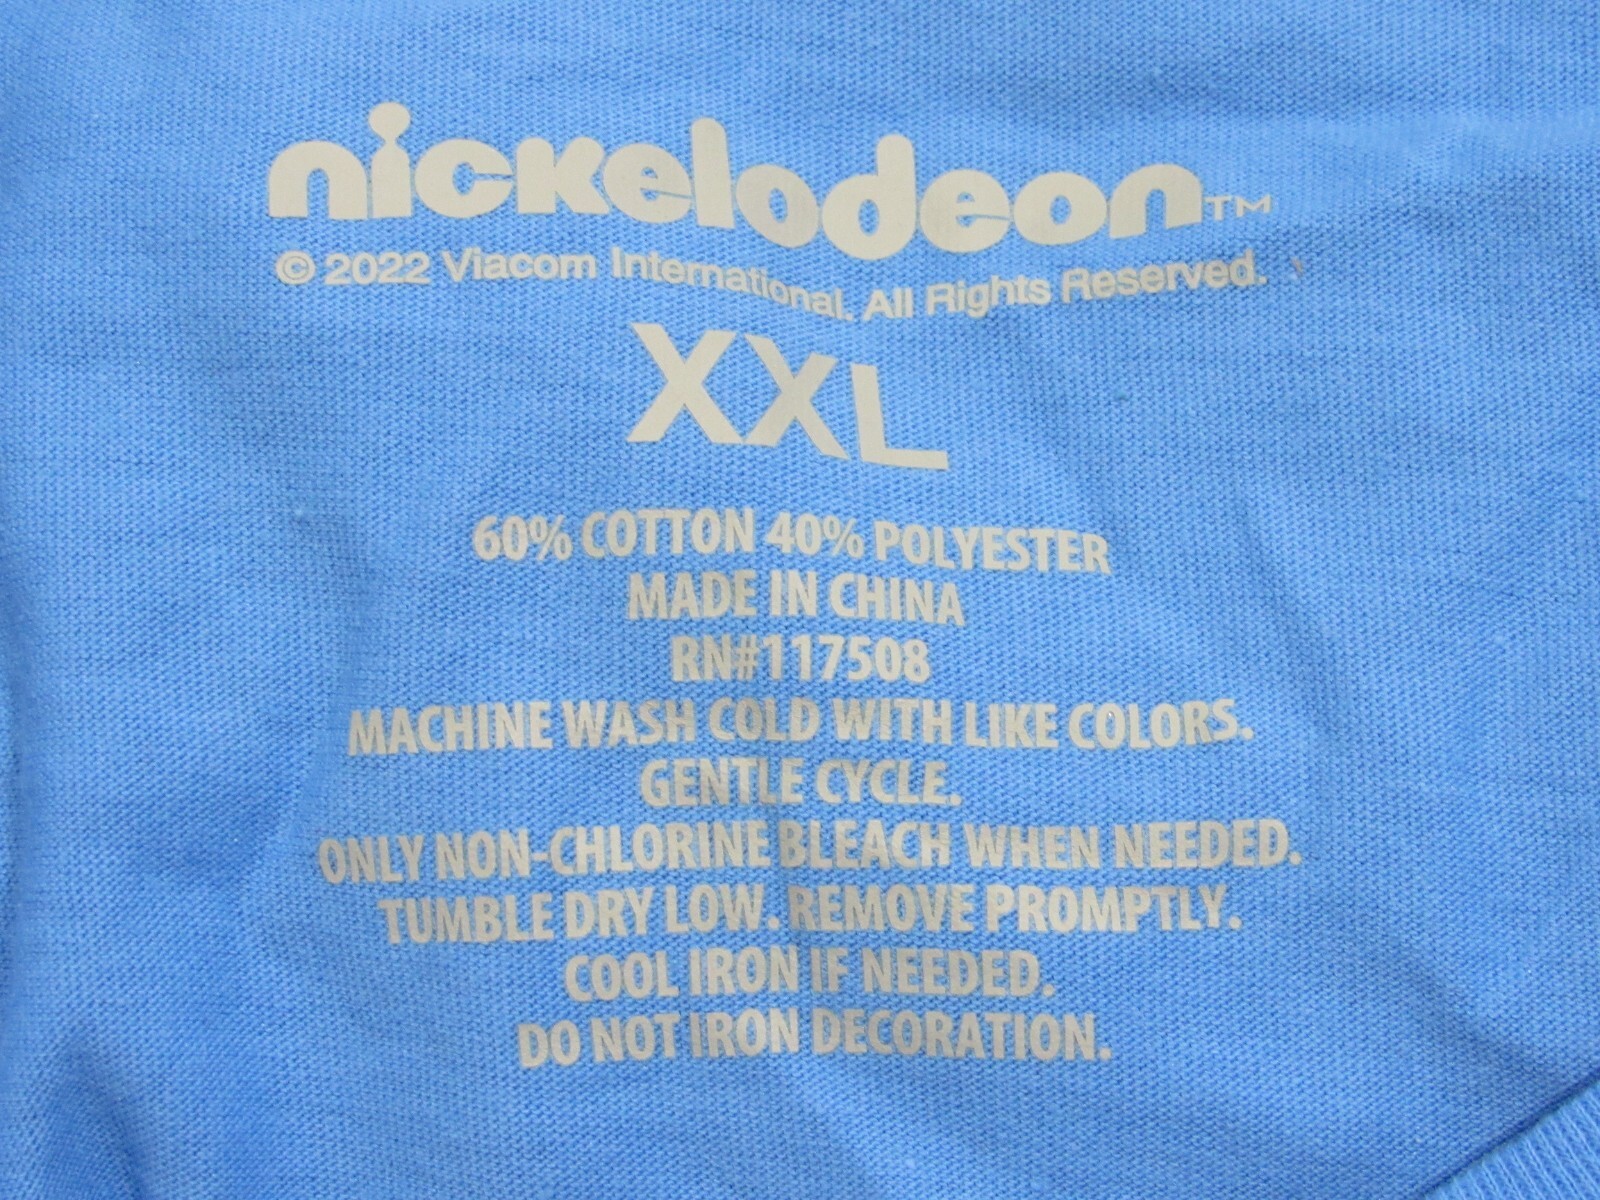 nickelodeon™
© 2022 Viacom International. All Rights Reserved.
XXL
60% COTTON 40% POLYESTER
MADE IN CHINA
RN#117508
MACHINE WASH COLD WITH LIKE COLORS.
GENTLE CYCLE.
ONLY NON-CHLORINE BLEACH WHEN NEEDED.
TUMBLE DRY LOW. REMOVE PROMPTLY.
COOL IRON IF NEEDED.
DO NOT IRON DECORATION.